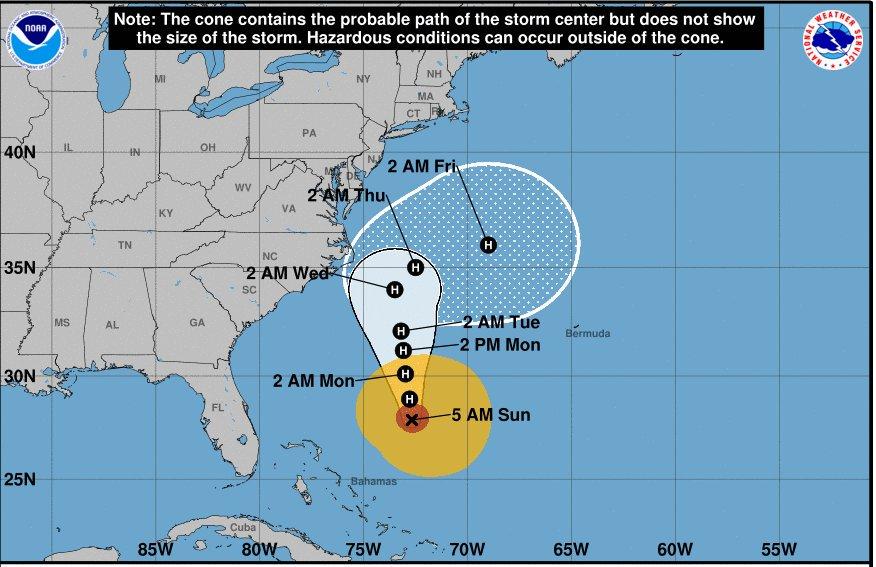 Note: The cone contains the probable path of the storm center but does not show
the size of the storm. Hazardous conditions can occur outside of the cone.
NOAA
NATIONAL WEATHER SERVICE
MI
NY
NH
MA
CT
40N
IL
IN
OH
PA
NJ
DE
2 AM Fri
WV
KY
VA
2 AM Thu
TN
NC
35N
2 AM Wed
SC
MS
AL
GA
2 AM Tue
Bermuda
2 PM Mon
H
H
H
H
H
H
H
30N
2 AM Mon
FL
5 AM Sun
25N
Bahamas
Cuba
85W
80W
75W
70W
65W
60W
55W